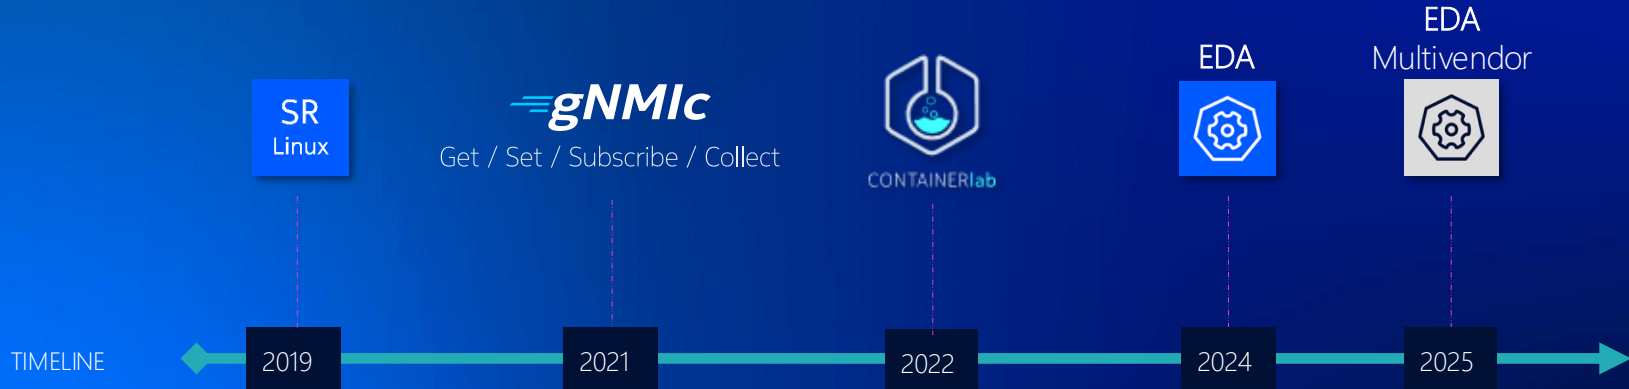 SR
Linux
gNMIc
Get / Set / Subscribe / Collect
CONTAINERlab
EDA
EDA
Multivendor
TIMELINE
2019
2021
2022
2024
2025